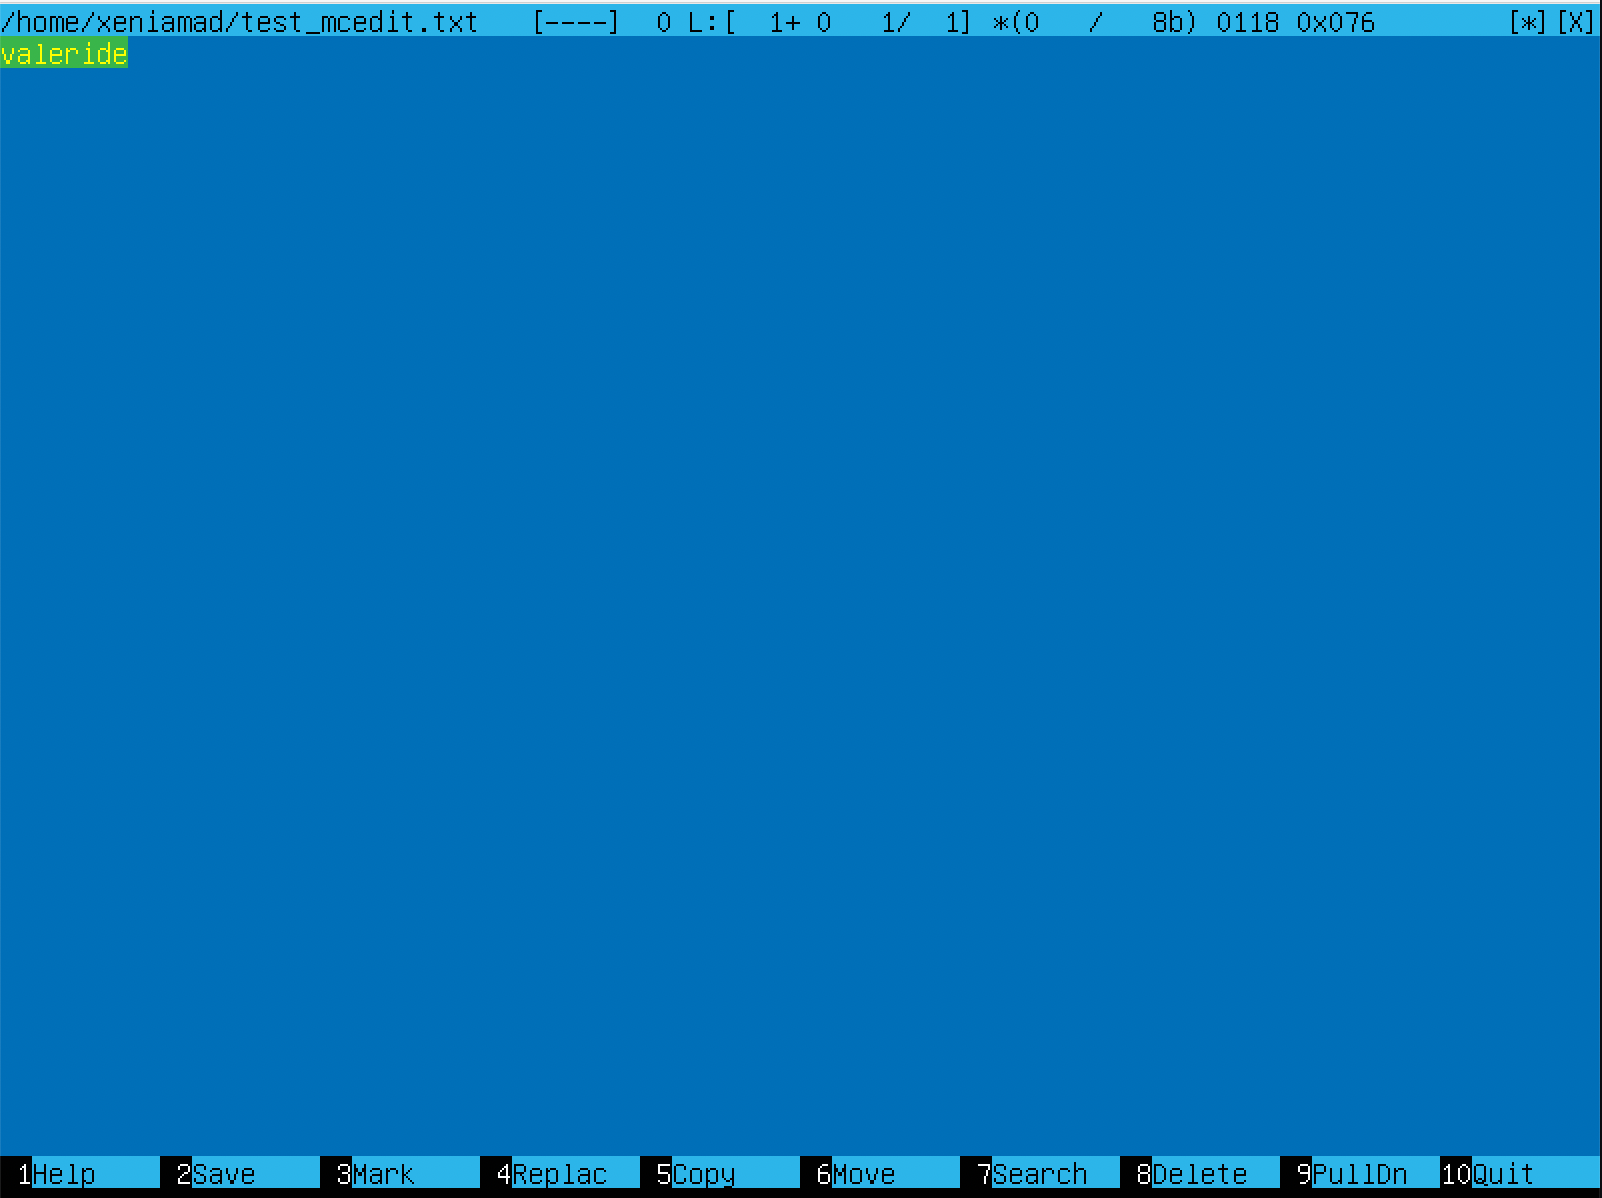 /home/xeniamad/test_mcedit.txt   [----]  0 L:[  1+ 0   1/  1] *(0   /   8b) 0118 0x076        [*][X]
valeride
1Help  2Save  3Mark  4Replac  5Copy  6Move  7Search  8Delete  9PullDn  10Quit